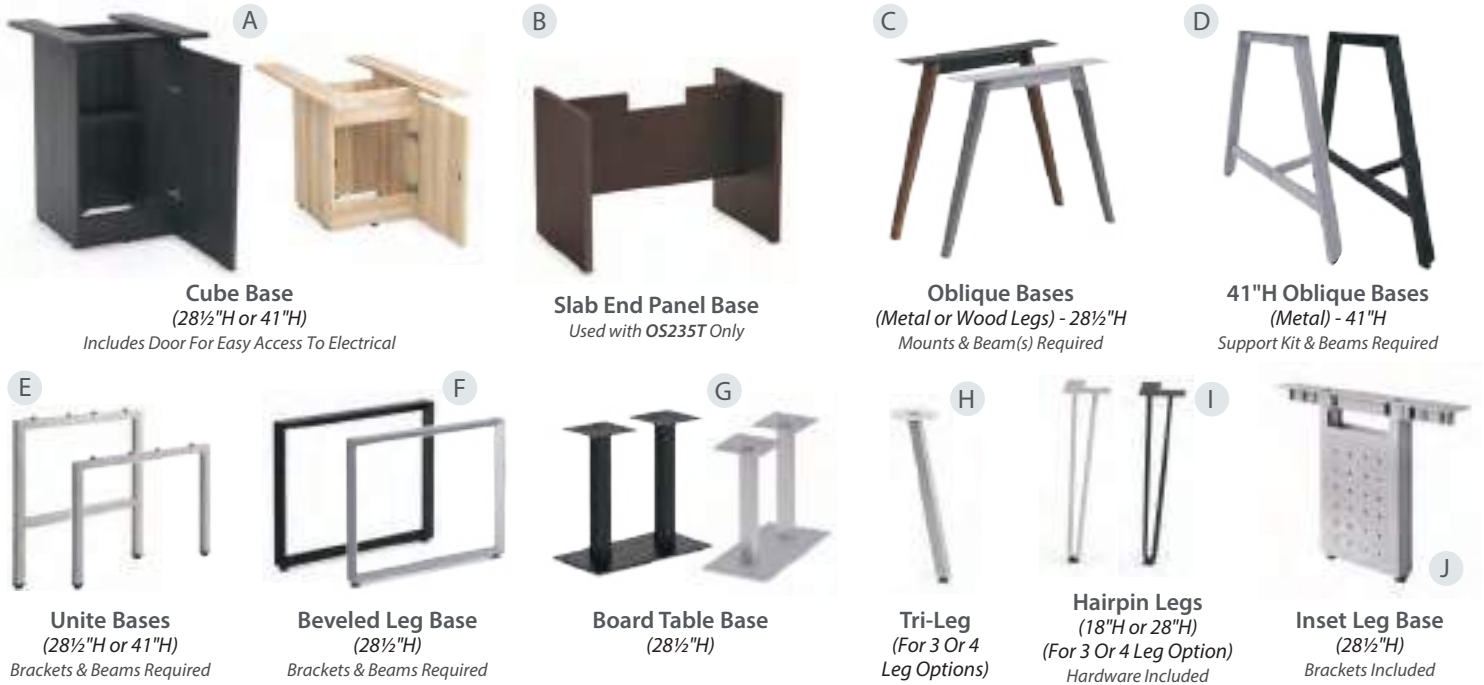 A
B
C
D
Cube Base
(28½"H or 41"H)
Includes Door For Easy Access To Electrical
Slab End Panel Base
Used with OS235T Only
Oblique Bases
(Metal or Wood Legs) - 28½"H
Mounts & Beam(s) Required
41"H Oblique Bases
(Metal) - 41"H
Support Kit & Beams Required
E
F
G
H
I
J
Unite Bases
(28½"H or 41"H)
Brackets & Beams Required
Beveled Leg Base
(28½"H)
Brackets & Beams Required
Board Table Base
(28½"H)
Tri-Leg
(For 3 Or 4
Leg Options)
Hairpin Legs
(18"H or 28"H)
(For 3 Or 4 Leg Option)
Hardware Included
Inset Leg Base
(28½"H)
Brackets Included